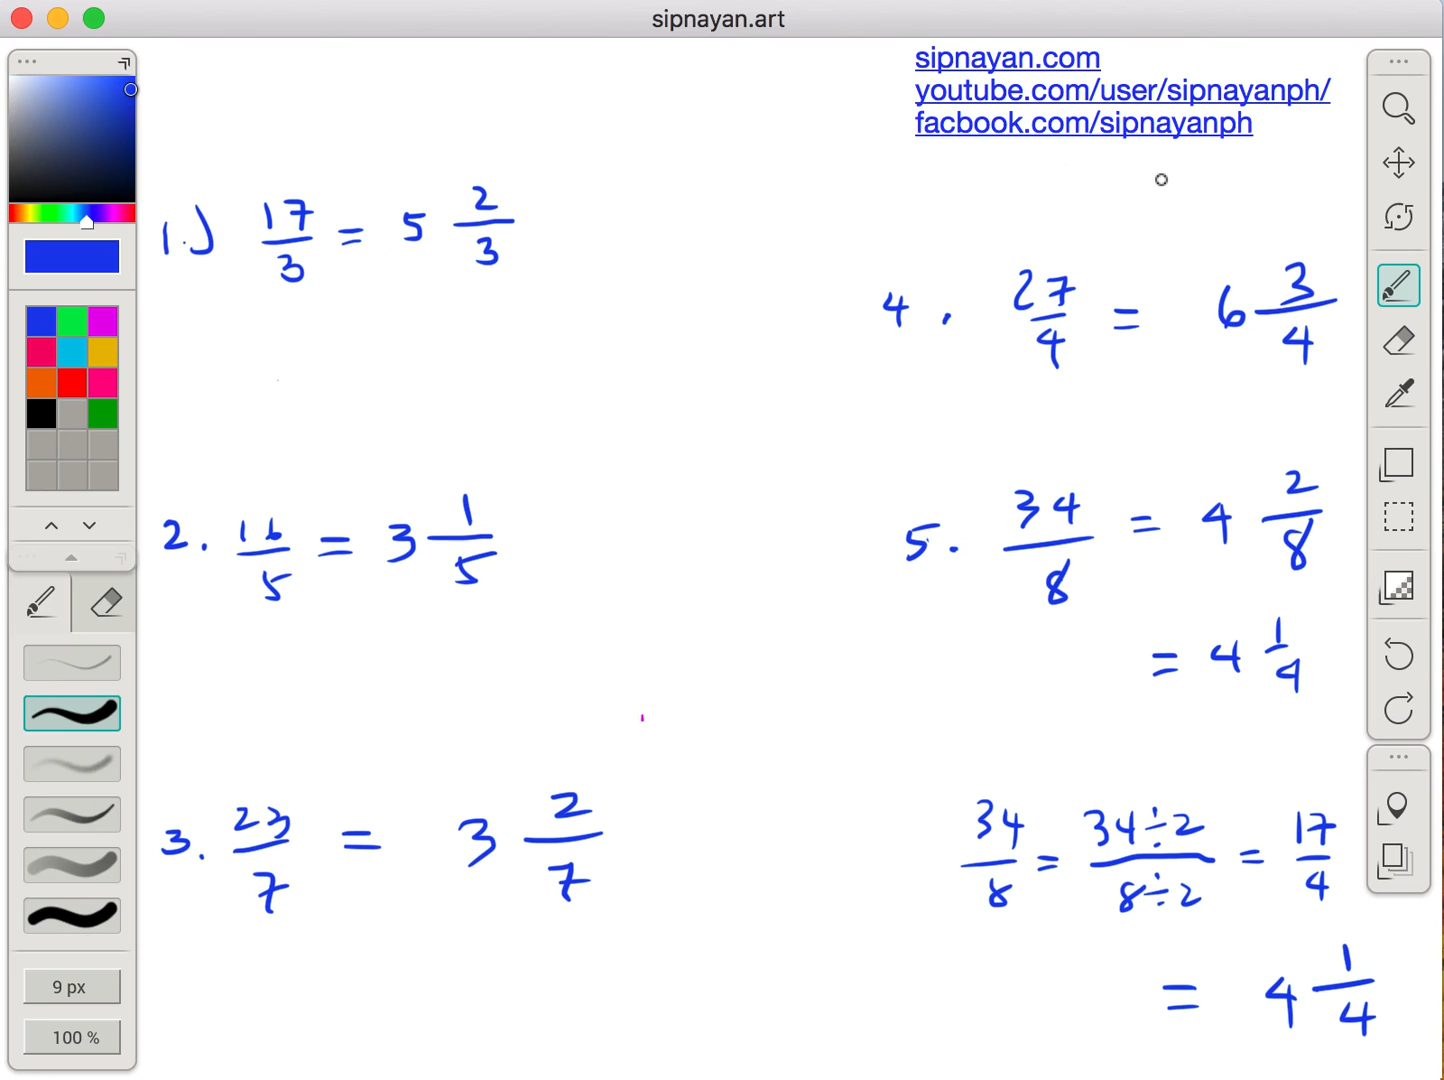 sipnayan.art
sipnayan.com
youtube.com/user/sipnayanph/
facbook.com/sipnayanph
1.) 17/3 = 5 2/3
2. 16/5 = 3 1/5
3. 23/7 = 3 2/7
4. 27/4 = 6 3/4
5. 34/8 = 4 2/8
= 4 1/4
34/8 = 34÷2/8÷2 = 17/4
= 4 1/4
9 px
100 %